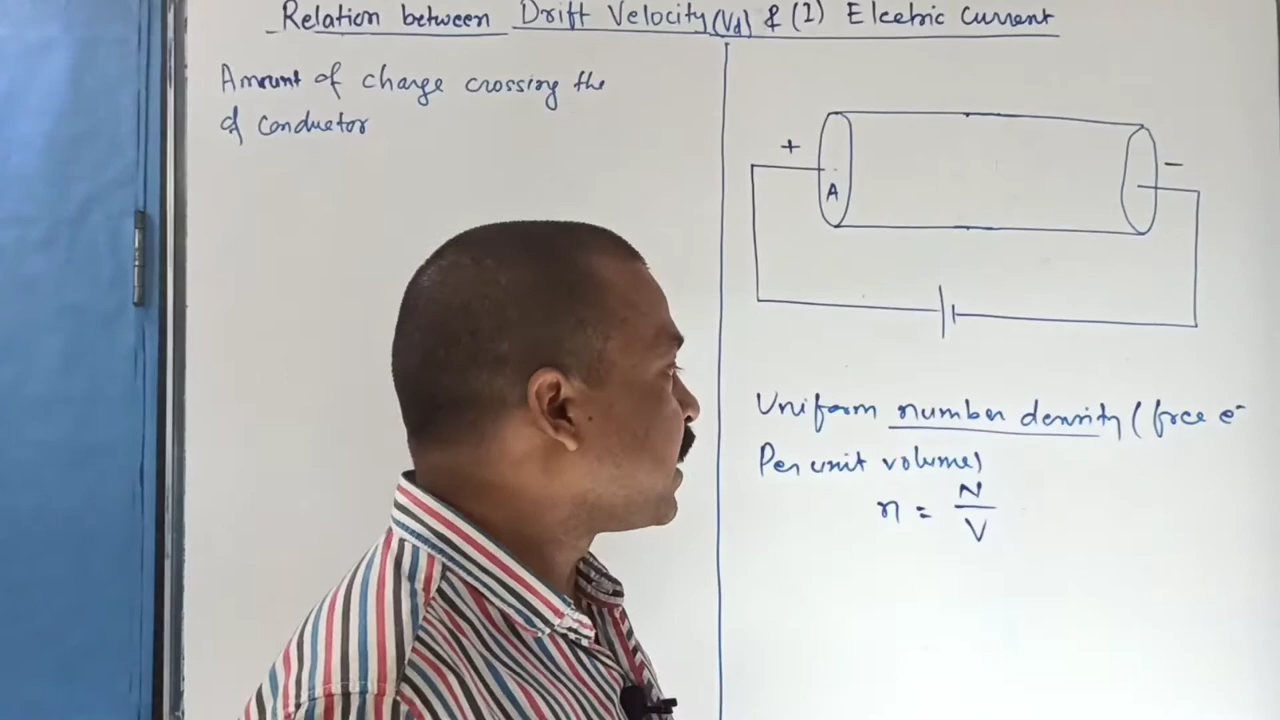 Relation between Drift Velocity (Vd) & (I) Electric Current
Amount of charge crossing the
of conductor
+
−
A
Uniform number density (free e⁻
Per unit volume)
n = N
V